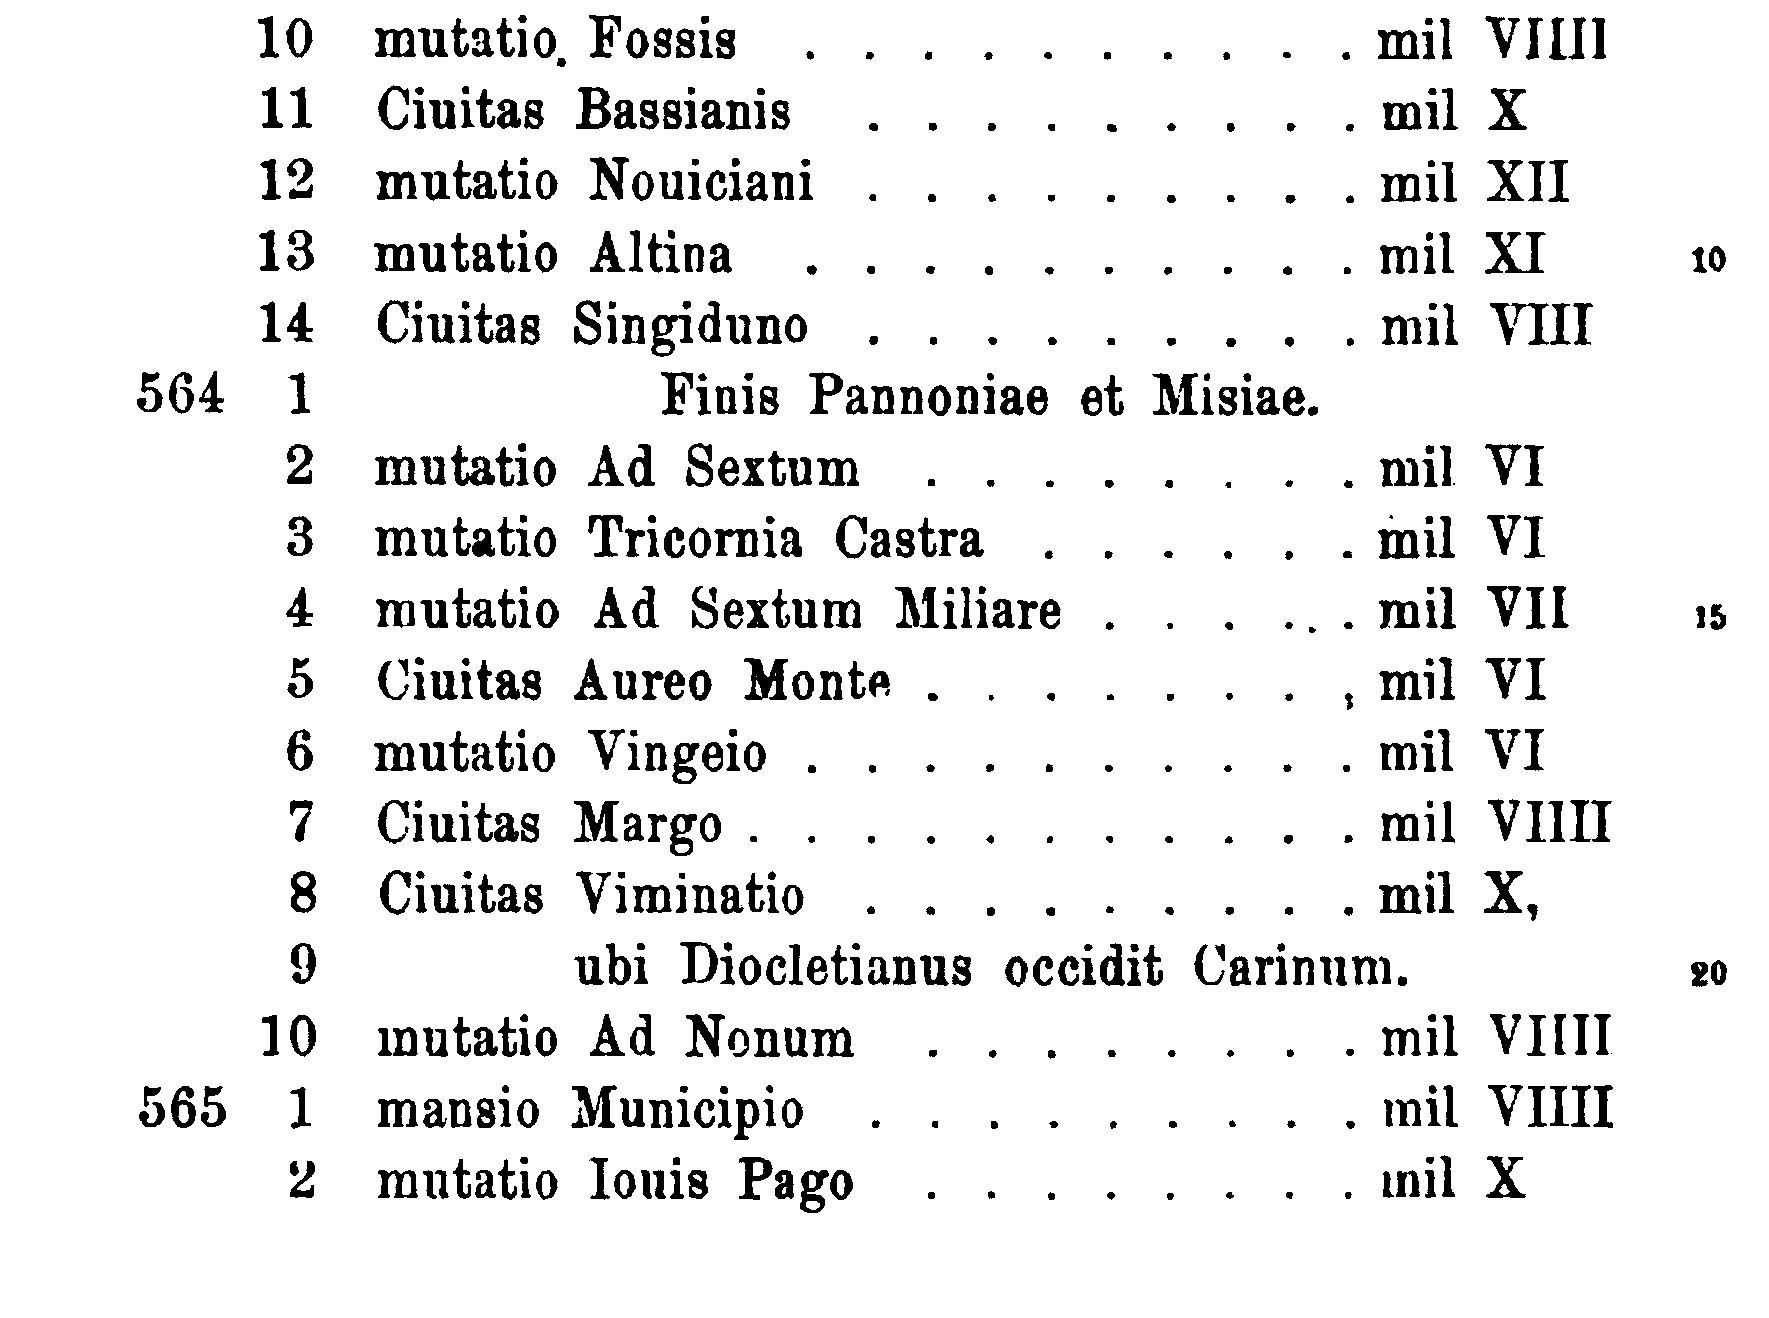 10 mutatio Fossis . . . . . . . . . . mil VIIII
11 Ciuitas Bassianis . . . . . . . . . mil X
12 mutatio Nouiciani . . . . . . . . . mil XII
13 mutatio Altina . . . . . . . . . . mil XI 10
14 Ciuitas Singiduno . . . . . . . . . mil VIII
564 1 Finis Pannoniae et Misiae.
2 mutatio Ad Sextum . . . . . . . . mil VI
3 mutatio Tricornia Castra . . . . . . mil VI
4 mutatio Ad Sextum Miliare . . . . . mil VII 15
5 Ciuitas Aureo Monte . . . . . . . . mil VI
6 mutatio Vingeio . . . . . . . . . . mil VI
7 Ciuitas Margo . . . . . . . . . . . mil VIIII
8 Ciuitas Viminatio . . . . . . . . . mil X,
9 ubi Diocletianus occidit Carinum. 20
10 mutatio Ad Nonum . . . . . . . . mil VIIII
565 1 mansio Municipio . . . . . . . . . mil VIIII
2 mutatio Iouis Pago . . . . . . . . mil X